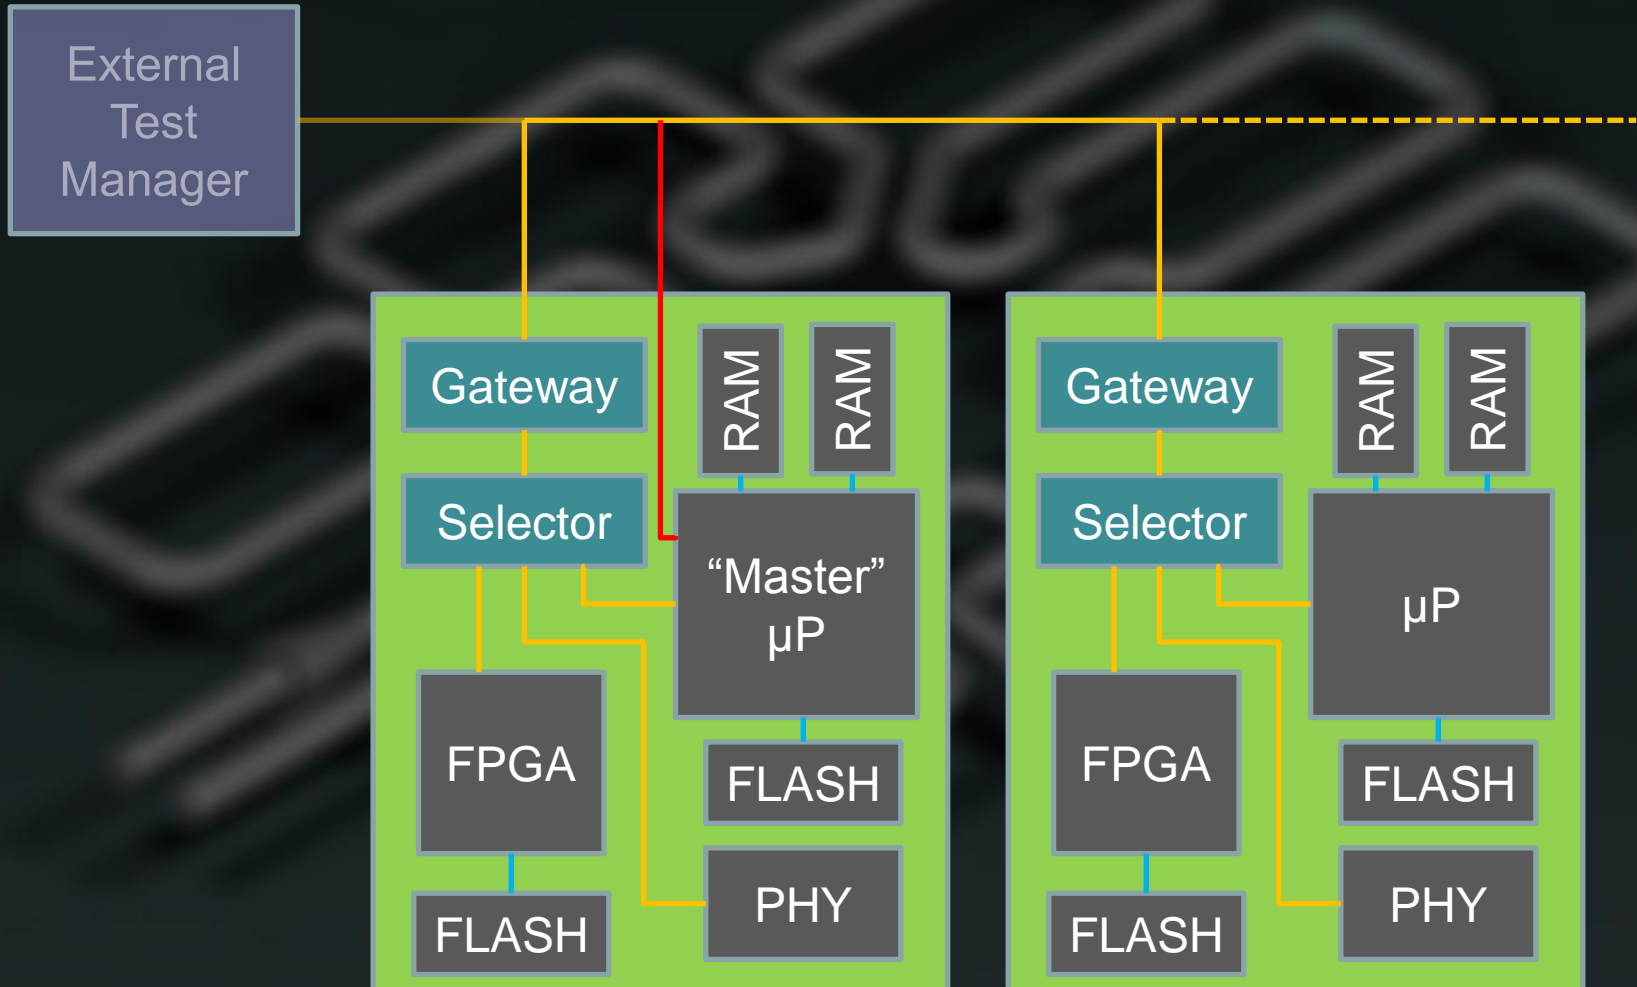 External
Test
Manager
Gateway
RAM
RAM
Selector
“Master”
µP
FPGA
FLASH
PHY
FLASH
Gateway
RAM
RAM
Selector
µP
FPGA
FLASH
PHY
FLASH